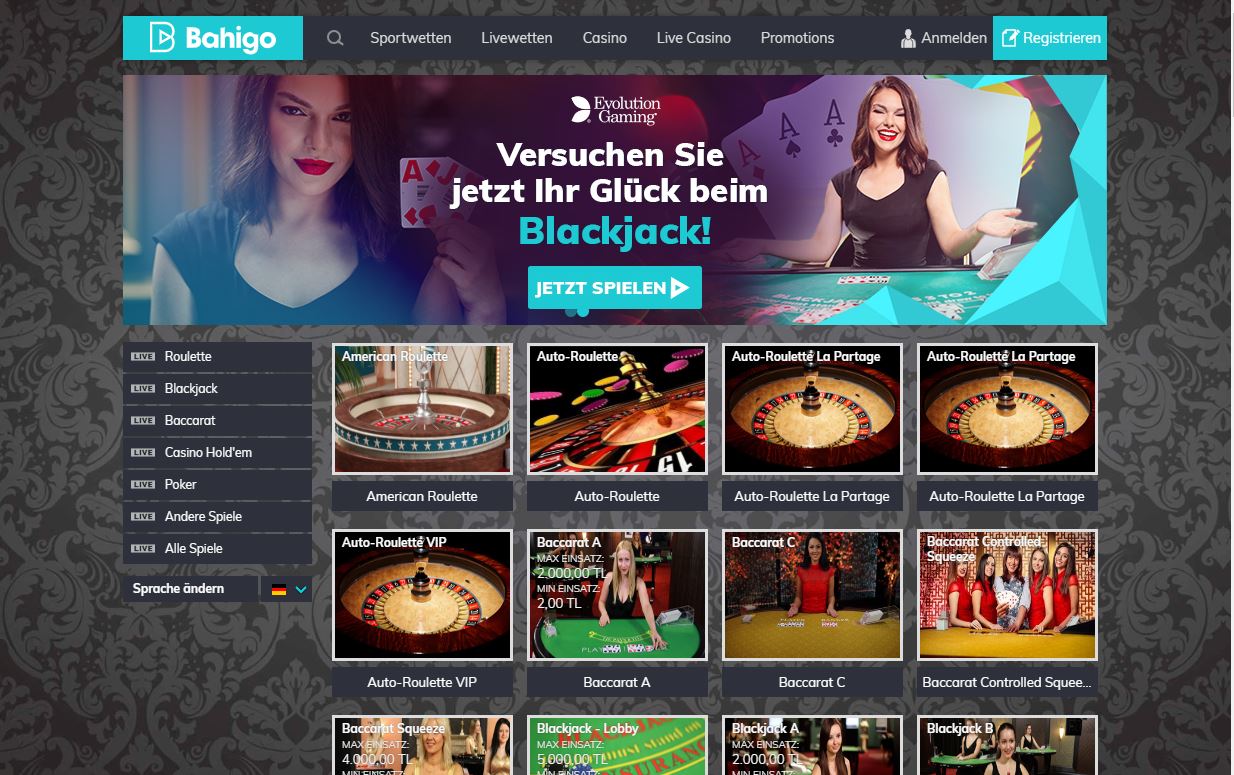 Bahigo
Sportwetten
Livewetten
Casino
Live Casino
Promotions
Anmelden
Registrieren
Evolution
Gaming
Versuchen Sie
jetzt Ihr Glück beim
Blackjack!
JETZT SPIELEN
LIVE Roulette
LIVE Blackjack
LIVE Baccarat
LIVE Casino Hold'em
LIVE Poker
LIVE Andere Spiele
LIVE Alle Spiele
Sprache ändern
American Roulette
Auto-Roulette
Auto-Roulette La Partage
Auto-Roulette La Partage
American Roulette
Auto-Roulette
Auto-Roulette La Partage
Auto-Roulette La Partage
Auto-Roulette VIP
Baccarat A
MAX EINSATZ:
2.000,00 TL
MIN EINSATZ:
2,00 TL
Baccarat C
Baccarat Controlled
Squeeze
Auto-Roulette VIP
Baccarat A
Baccarat C
Baccarat Controlled Squee...
Baccarat Squeeze
MAX EINSATZ:
4.000,00 TL
MIN EINSATZ:
Blackjack - Lobby
MAX EINSATZ:
5.000,00 TL
MIN EINSATZ:
Blackjack A
MAX EINSATZ:
2.000,00 TL
MIN EINSATZ:
Blackjack B